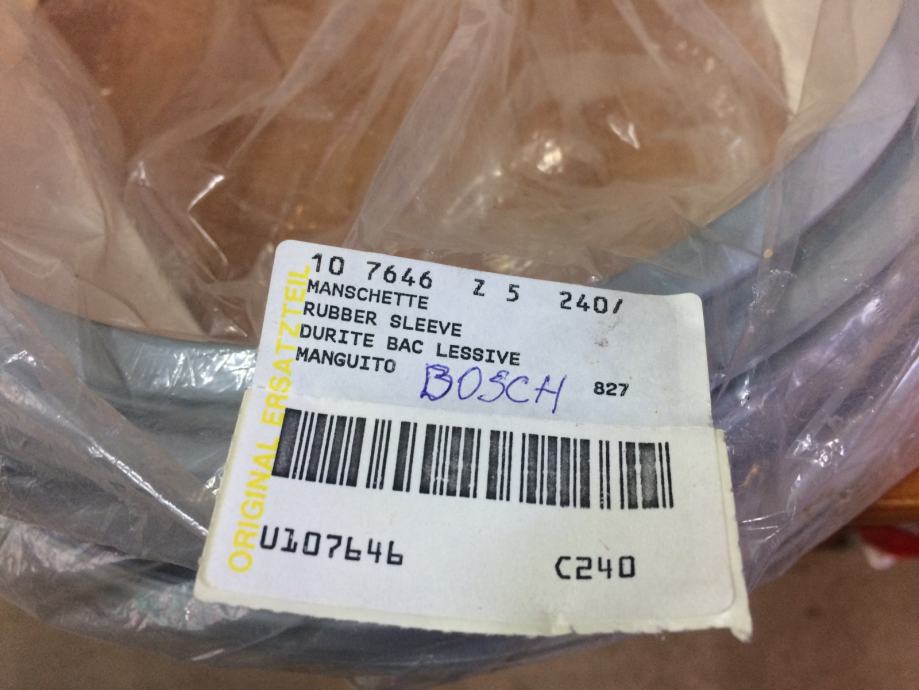 10 7646 Z 5 240/
MANSCHETTE
RUBBER SLEEVE
DURITE BAC LESSIVE
MANGUITO BOSCH 827
ORIGINAL ERSATZTEIL
U107646 C240